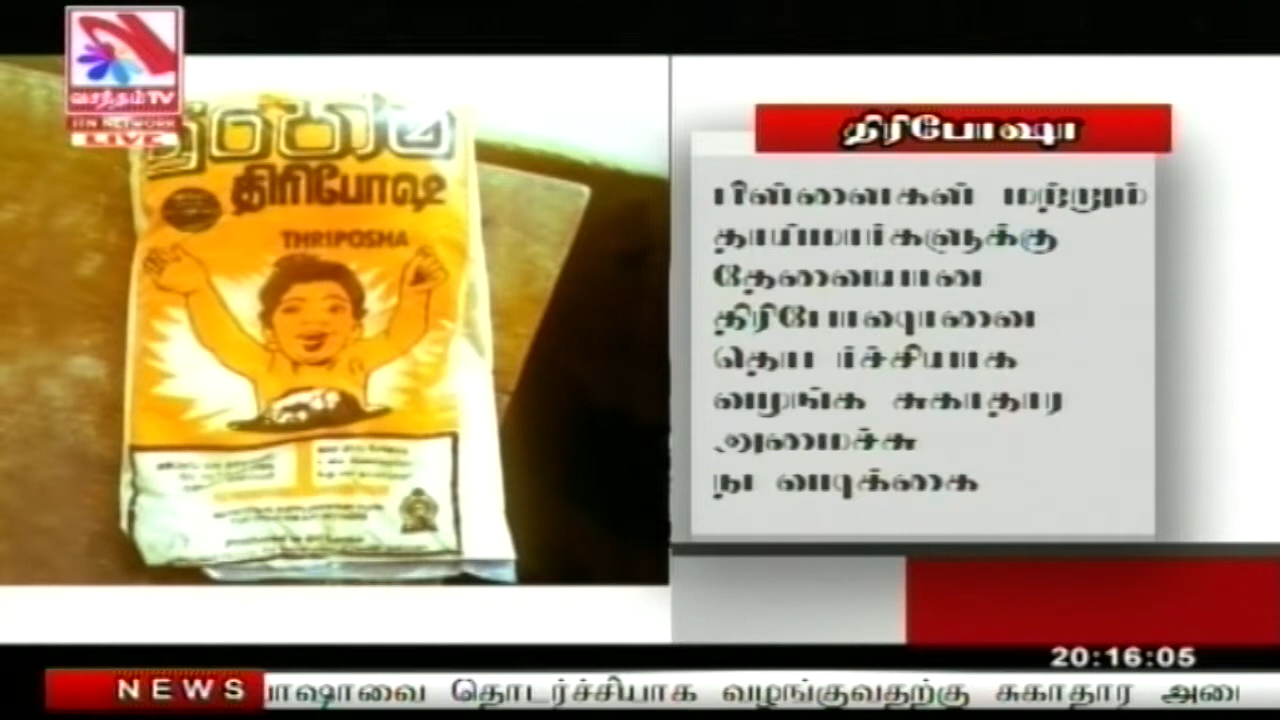 வசந்தம்TV
ITN NETWORK
LIVE
திரிபோஷ
THRIPOSHA
திரிபோஷா
பிள்ளைகள் மற்றும்
தாய்மார்களுக்கு
தேவையான
திரிபோஷாவை
தொடர்ச்சியாக
வழங்க சுகாதார
அமைச்சு
நடவடிக்கை
20:16:05
NEWS ாஷாவை தொடர்ச்சியாக வழங்குவதற்கு சுகாதார அமை